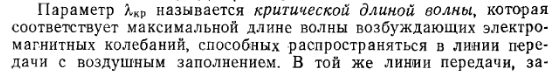 Параметр λкр называется критической длиной волны, которая
соответствует максимальной длине волны возбуждающих электро-
магнитных колебаний, способных распространяться в линии пере-
дачи с воздушным заполнением. В той же линии передачи, за-